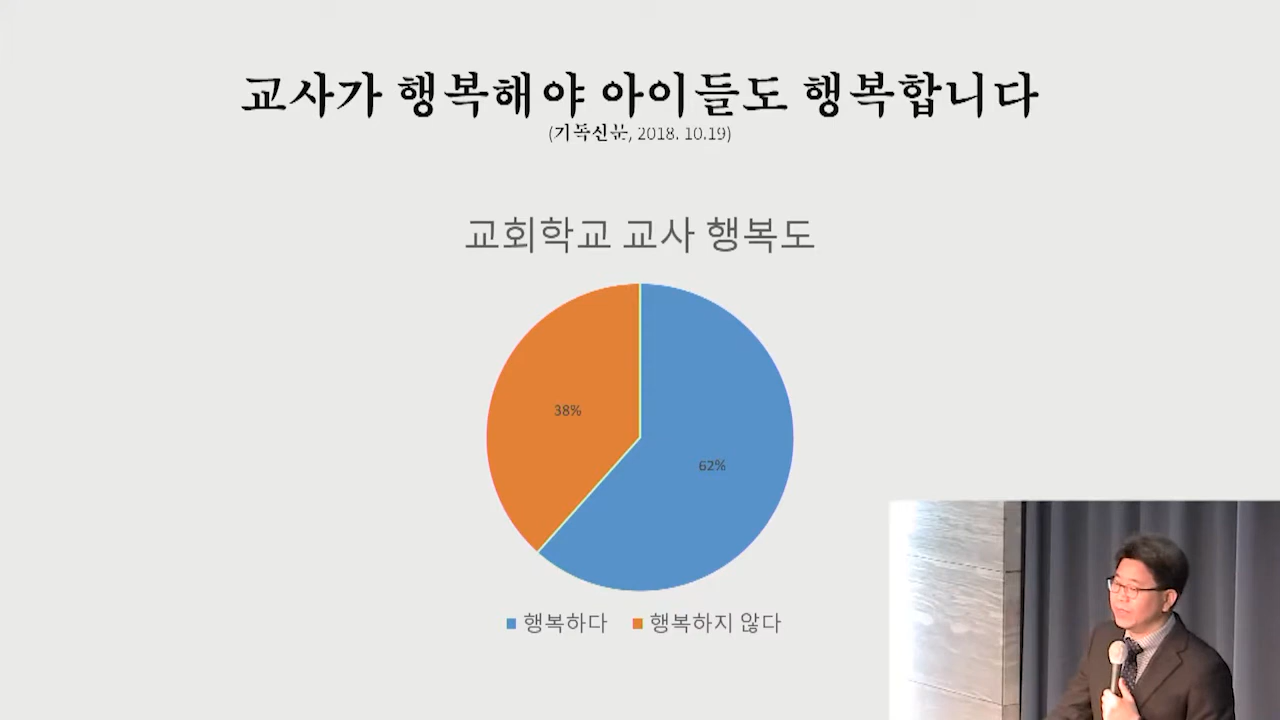 교사가 행복해야 아이들도 행복합니다
(기독신문, 2018. 10.19)
교회학교 교사 행복도
38%
62%
행복하다 행복하지 않다